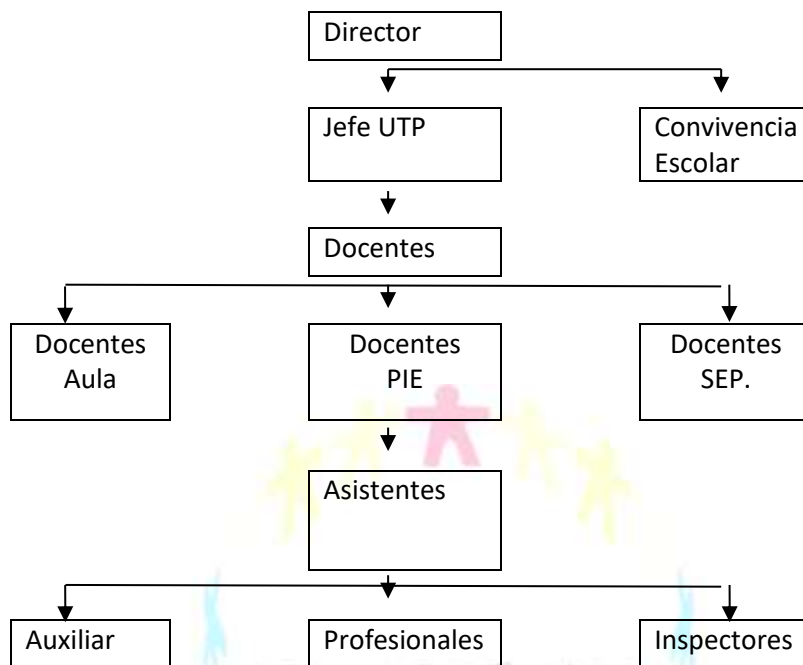 Director
Jefe UTP
Convivencia
Escolar
Docentes
Docentes
Aula
Docentes
PIE
Docentes
SEP.
Asistentes
Auxiliar
Profesionales
Inspectores